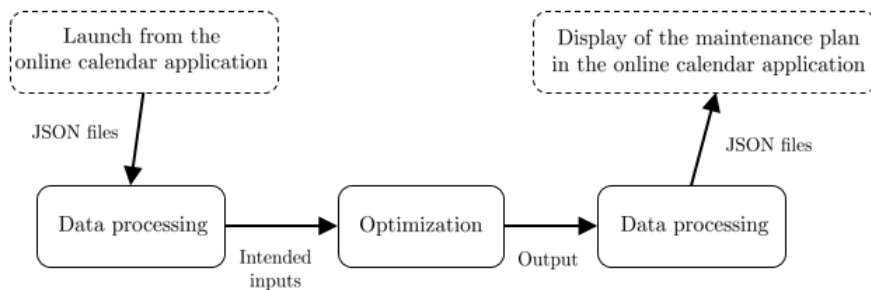 Launch from the
online calendar application
Display of the maintenance plan
in the online calendar application
JSON files
JSON files
Data processing
Optimization
Data processing
Intended
inputs
Output